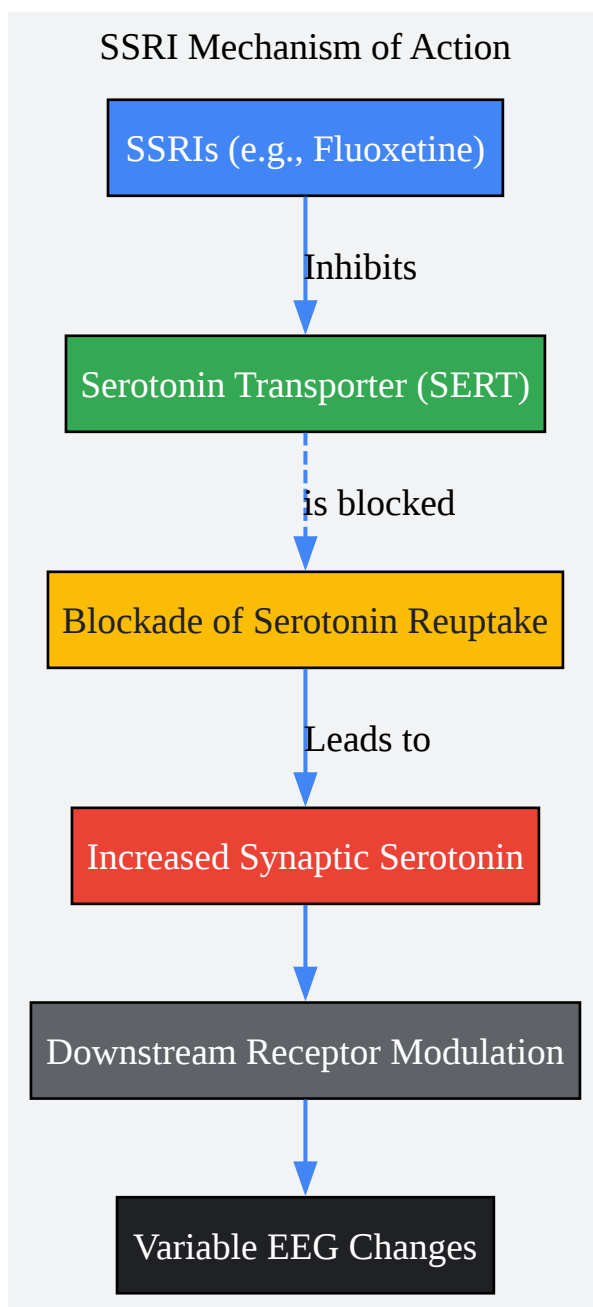 SSRI Mechanism of Action
SSRIs (e.g., Fluoxetine)
Inhibits
Serotonin Transporter (SERT)
is blocked
Blockade of Serotonin Reuptake
Leads to
Increased Synaptic Serotonin
Downstream Receptor Modulation
Variable EEG Changes